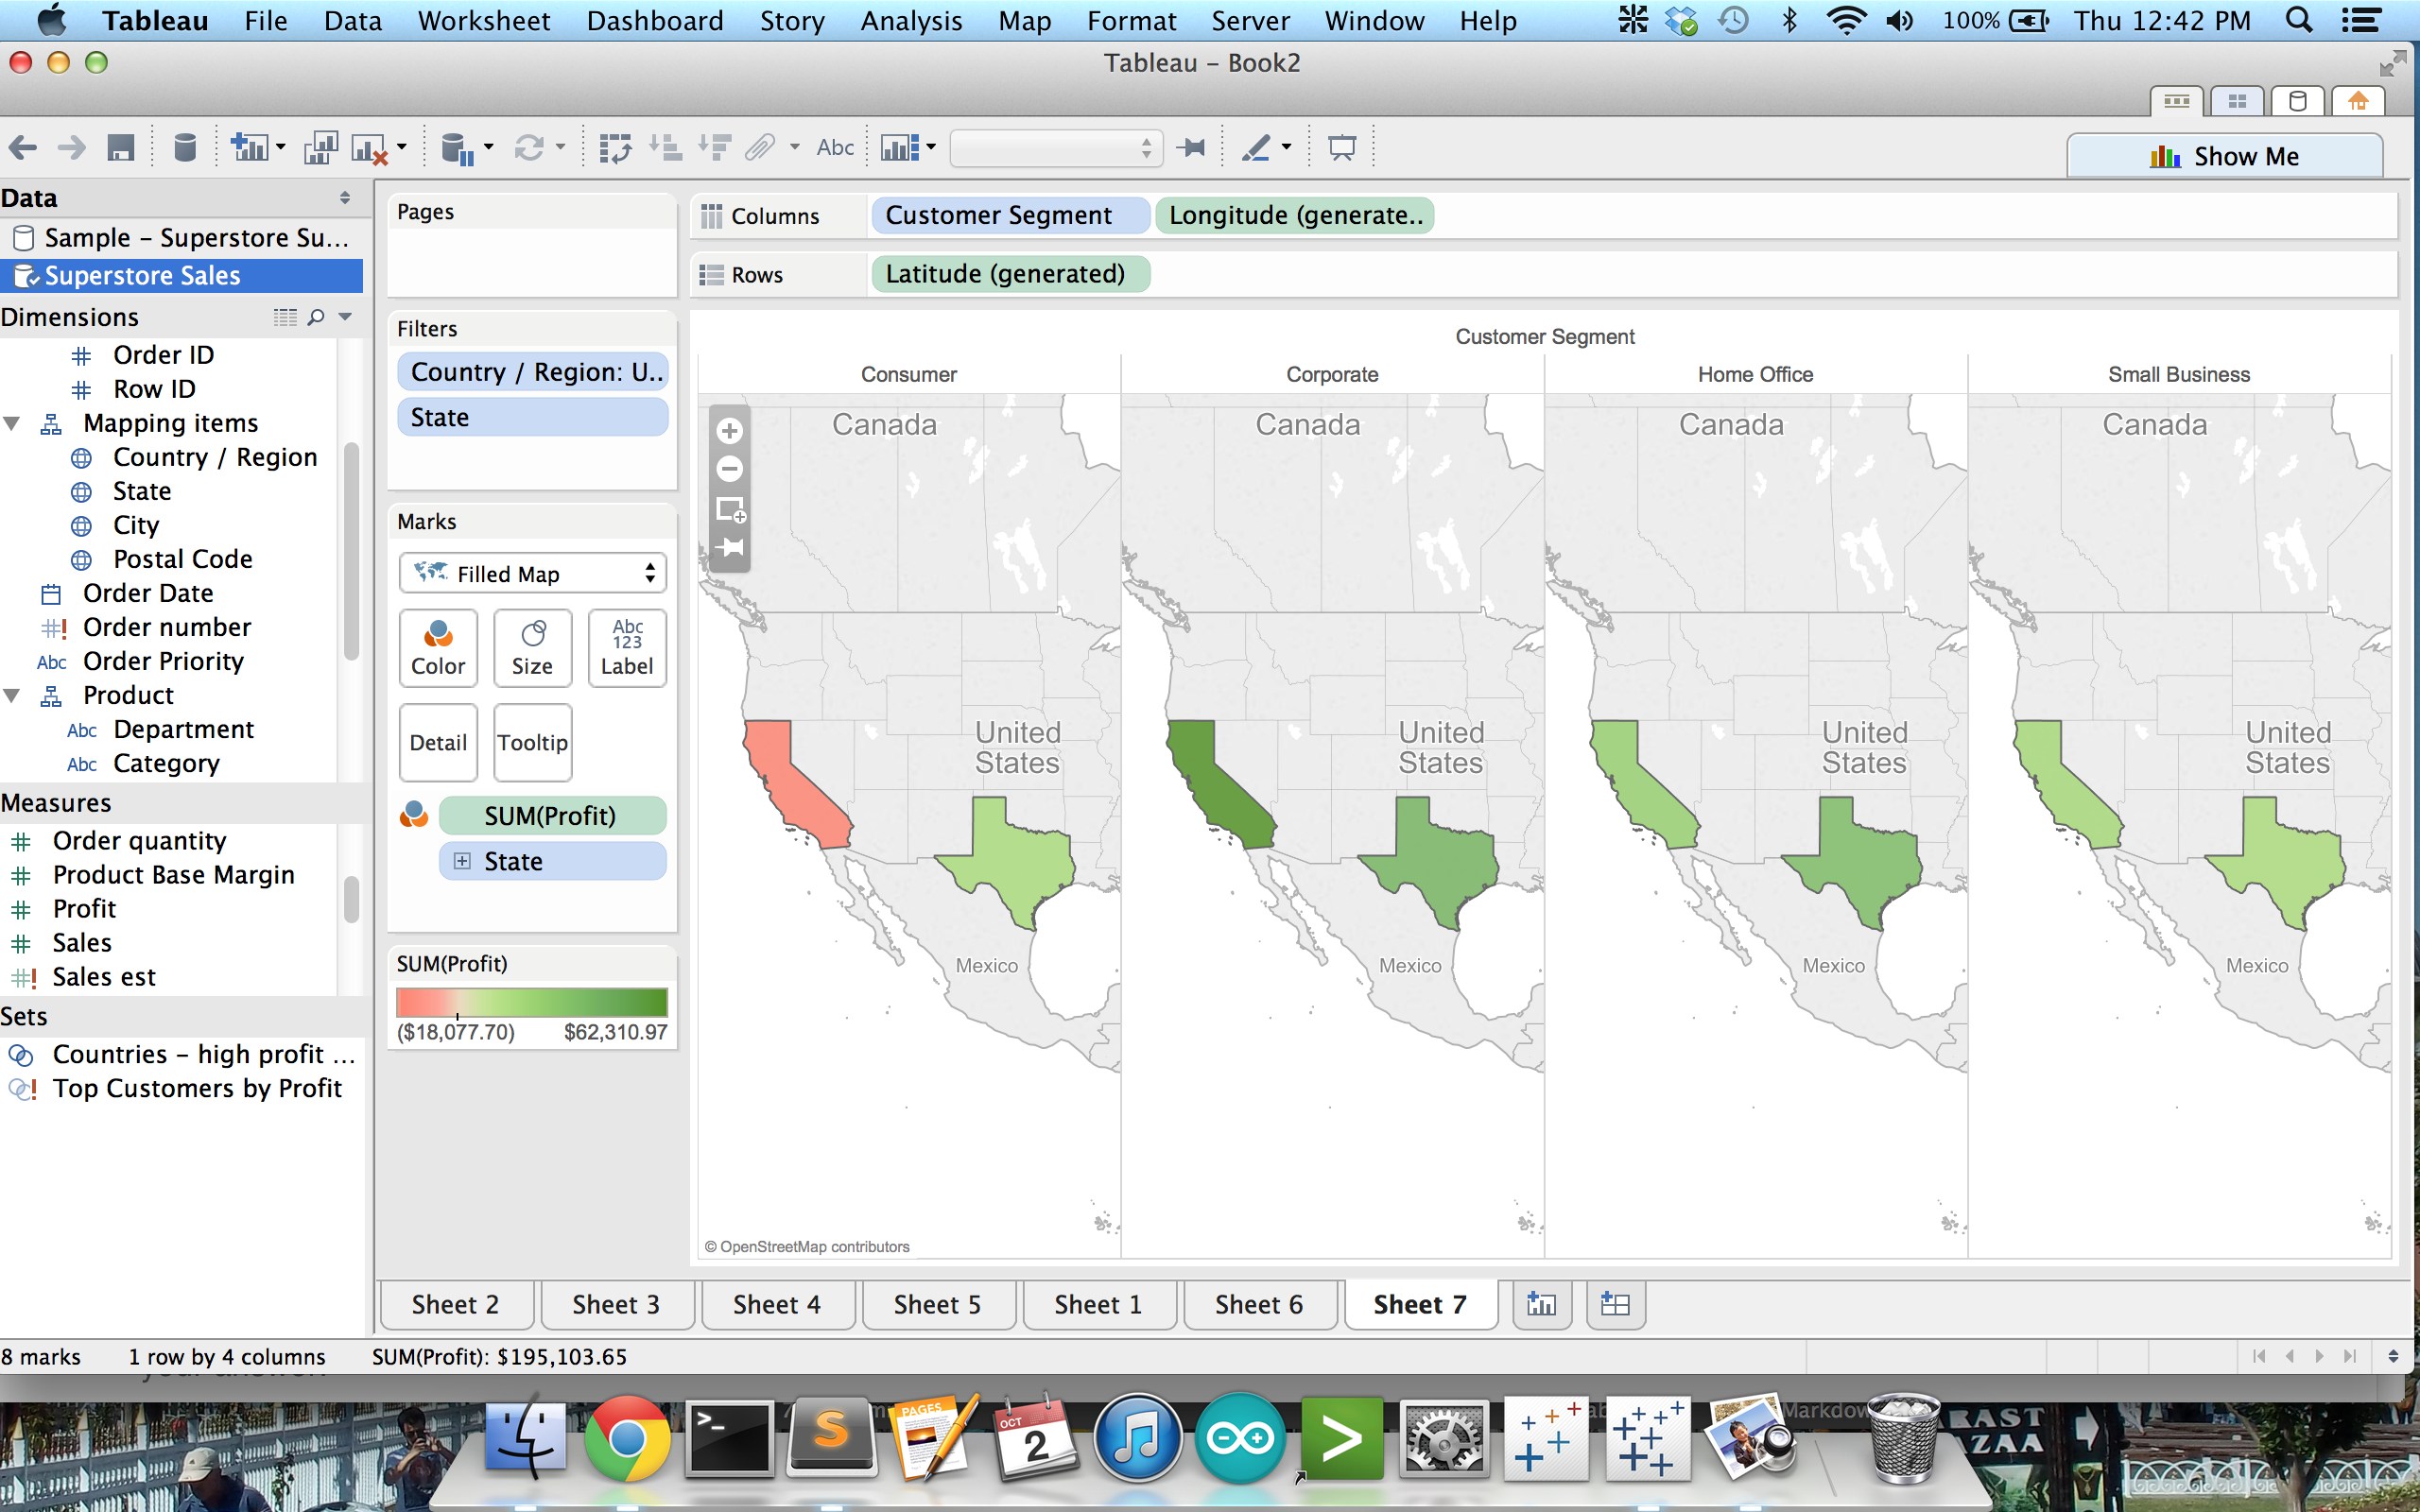 Tableau File Data Worksheet Dashboard Story Analysis Map Format Server Window Help 100% Thu 12:42 PM
Tableau - Book2
Abc Show Me
Data
Sample - Superstore Su...
Superstore Sales
Dimensions
Order ID
Row ID
Mapping items
Country / Region
State
City
Postal Code
Order Date
Order number
Abc Order Priority
Product
Abc Department
Abc Category
Measures
Order quantity
Product Base Margin
Profit
Sales
Sales est
Sets
Countries - high profit ...
Top Customers by Profit
Pages
Filters
Country / Region: U..
State
Marks
Filled Map
Color
Size
Abc
123
Label
Detail
Tooltip
SUM(Profit)
State
SUM(Profit)
($18,077.70) $62,310.97
Columns Customer Segment Longitude (generate..
Rows Latitude (generated)
Customer Segment
Consumer Corporate Home Office Small Business
Canada Canada Canada Canada
United United United United
States States States States
Mexico Mexico Mexico Mexico
© OpenStreetMap contributors
Sheet 2 Sheet 3 Sheet 4 Sheet 5 Sheet 1 Sheet 6 Sheet 7
8 marks 1 row by 4 columns SUM(Profit): $195,103.65
your answer.
PAGES
OCT
2
S
Markdow